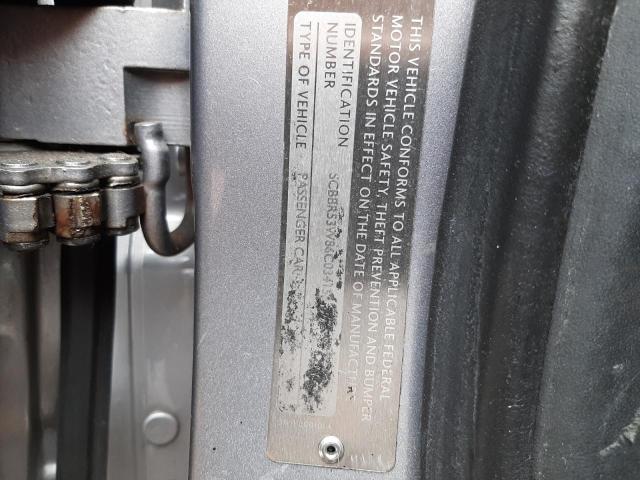 THIS VEHICLE CONFORMS TO ALL APPLICABLE FEDERAL
MOTOR VEHICLE SAFETY, THEFT PREVENTION AND BUMPER
STANDARDS IN EFFECT ON THE DATE OF MANUFACTURE
IDENTIFICATION
NUMBER
TYPE OF VEHICLE PASSENGER CAR